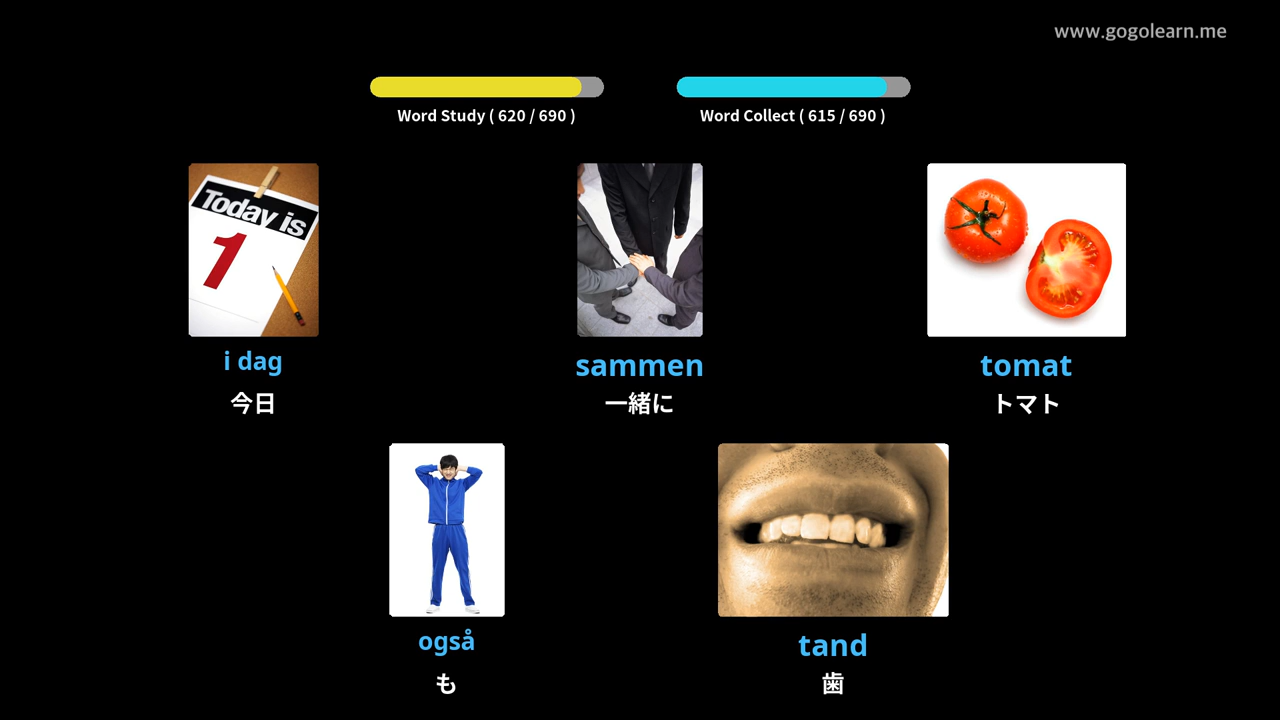 www.gogolearn.me
Word Study ( 620 / 690 )
Word Collect ( 615 / 690 )
Today is
1
i dag
今日
sammen
一緒に
tomat
トマト
også
も
tand
歯